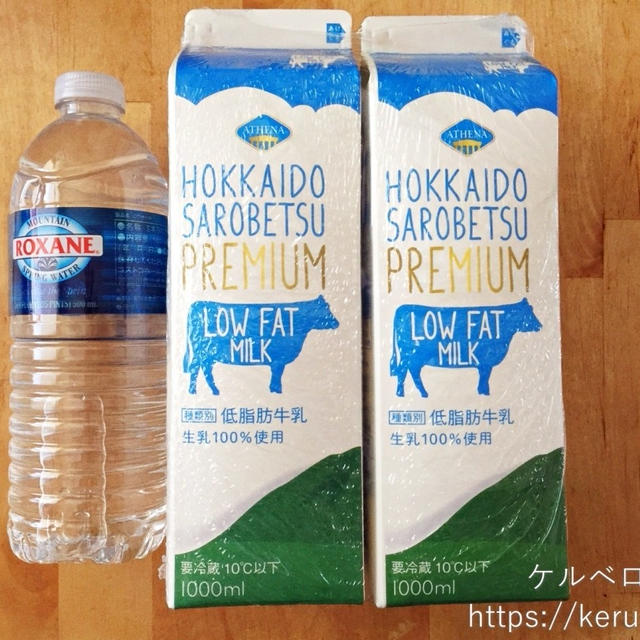 MOUNTAIN
ROXANE
SPRING WATER
ATHENA
HOKKAIDO
SAROBETSU
PREMIUM
LOW FAT
MILK
種類別 低脂肪牛乳
生乳100%使用
要冷蔵 10℃以下
1000ml
ATHENA
HOKKAIDO
SAROBETSU
PREMIUM
LOW FAT
MILK
種類別 低脂肪牛乳
生乳100%使用
要冷蔵 10℃以下
1000ml
ケルベロ
https://keru